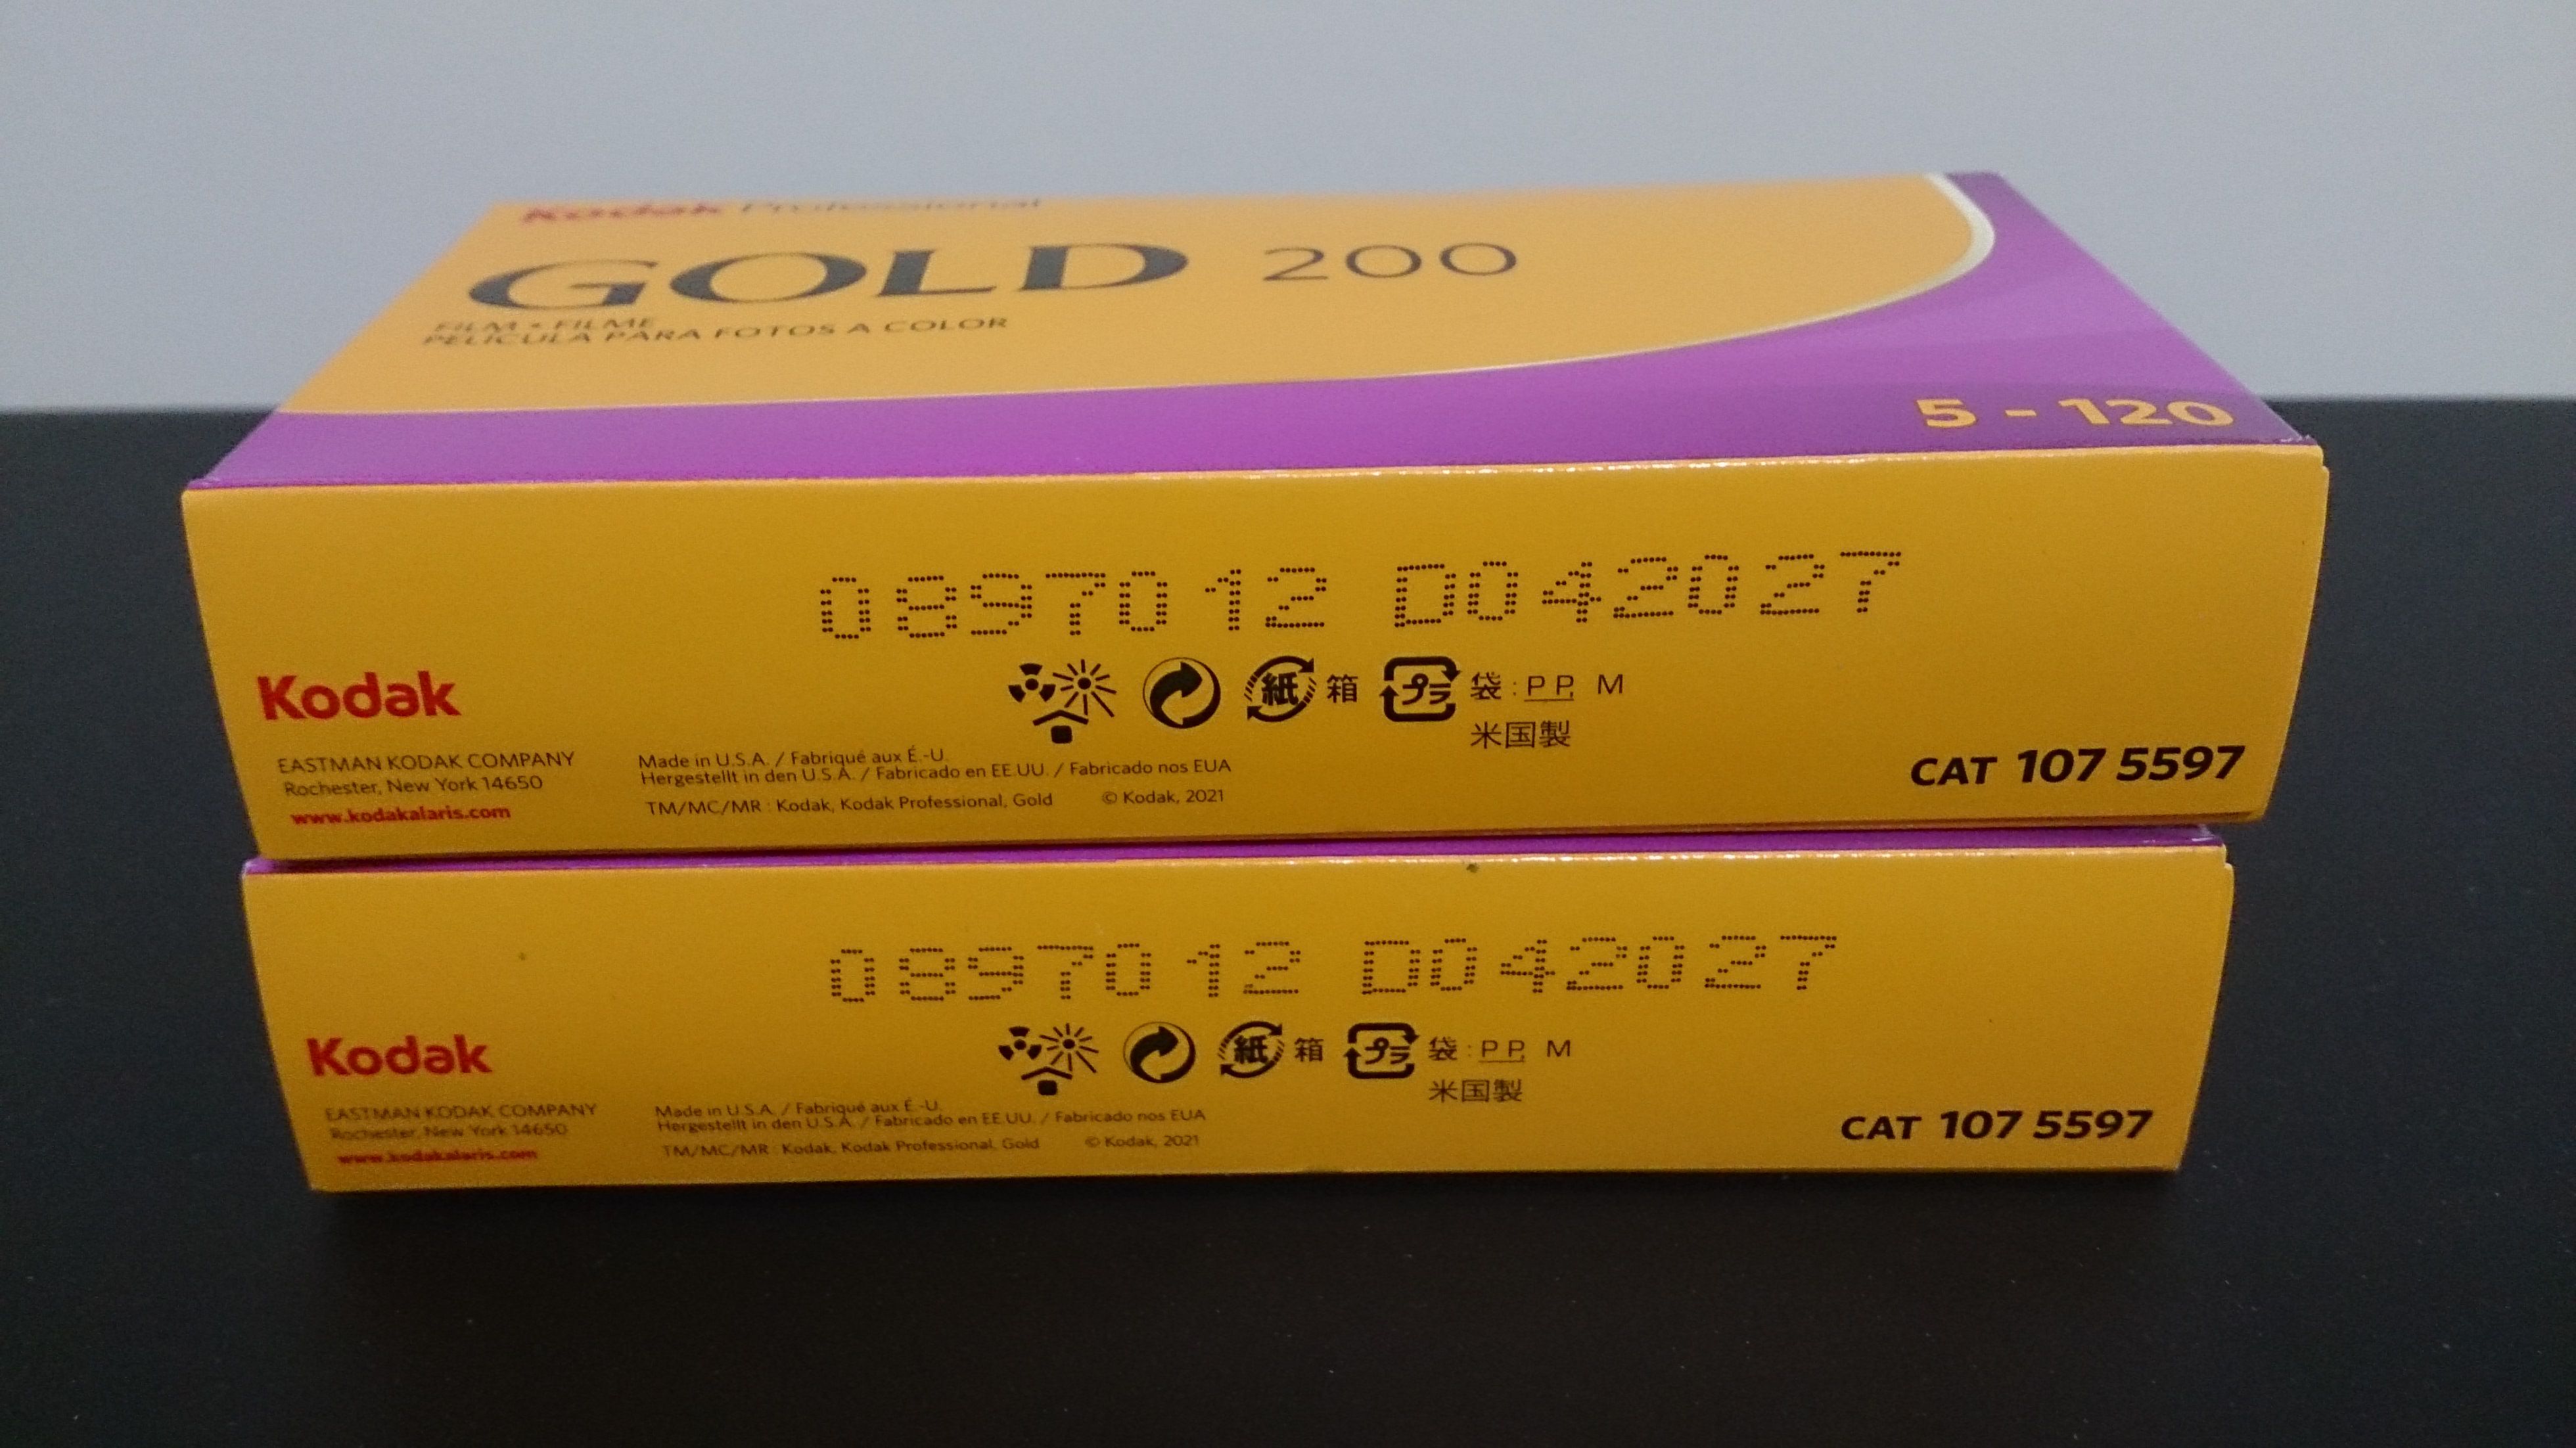 Kodak Professional
GOLD 200
FILM • FILME
PELÍCULA PARA FOTOS A COLOR
5 - 120
0897012 D042027
Kodak
紙 箱 プラ 袋 : PP, M
米国製
EASTMAN KODAK COMPANY
Rochester, New York 14650
www.kodakalaris.com
Made in U.S.A. / Fabriqué aux É.-U.
Hergestellt in den U.S.A. / Fabricado en EE.UU. / Fabricado nos EUA
TM/MC/MR : Kodak, Kodak Professional, Gold © Kodak, 2021
CAT 107 5597
0897012 D042027
Kodak
紙 箱 プラ 袋 : PP, M
米国製
EASTMAN KODAK COMPANY
Rochester, New York 14650
www.kodakalaris.com
Made in U.S.A. / Fabriqué aux É.-U.
Hergestellt in den U.S.A. / Fabricado en EE.UU. / Fabricado nos EUA
TM/MC/MR : Kodak, Kodak Professional, Gold © Kodak, 2021
CAT 107 5597